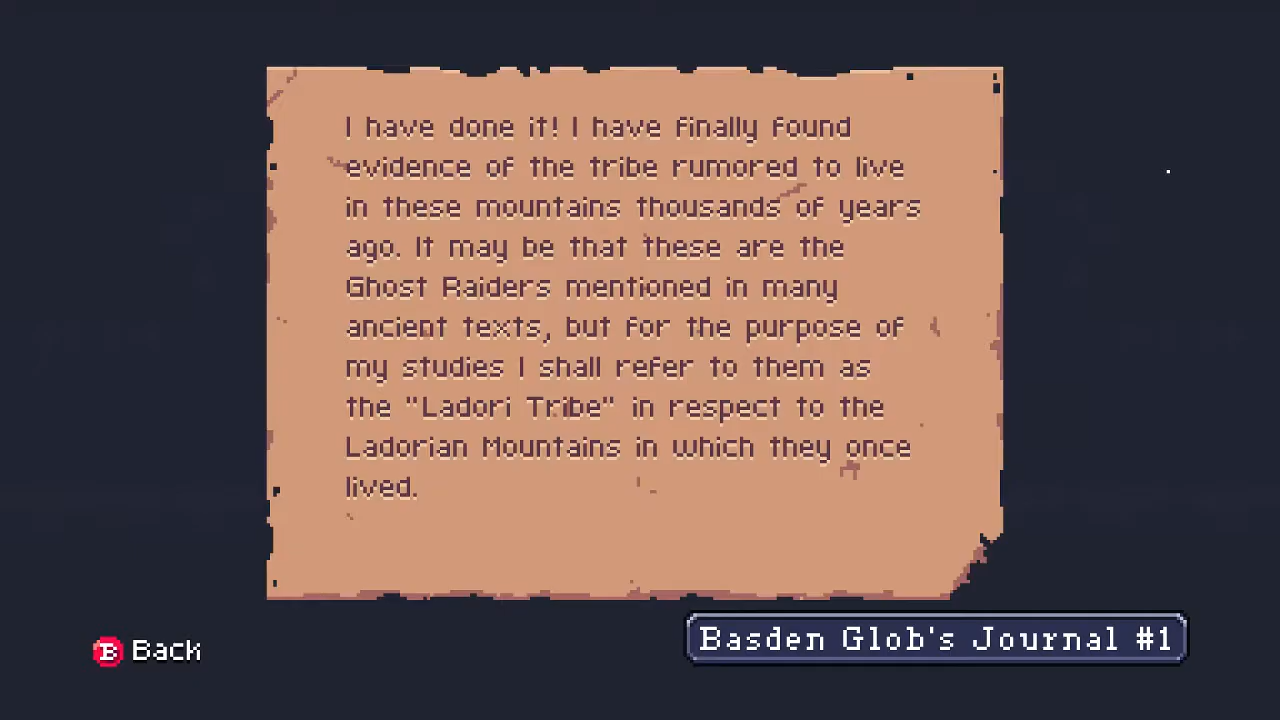 I have done it! I have finally found
evidence of the tribe rumored to live
in these mountains thousands of years
ago. It may be that these are the
Ghost Raiders mentioned in many
ancient texts, but for the purpose of
my studies I shall refer to them as
the "Ladori Tribe" in respect to the
Ladorian Mountains in which they once
lived.
Basden Glob's Journal #1
B Back